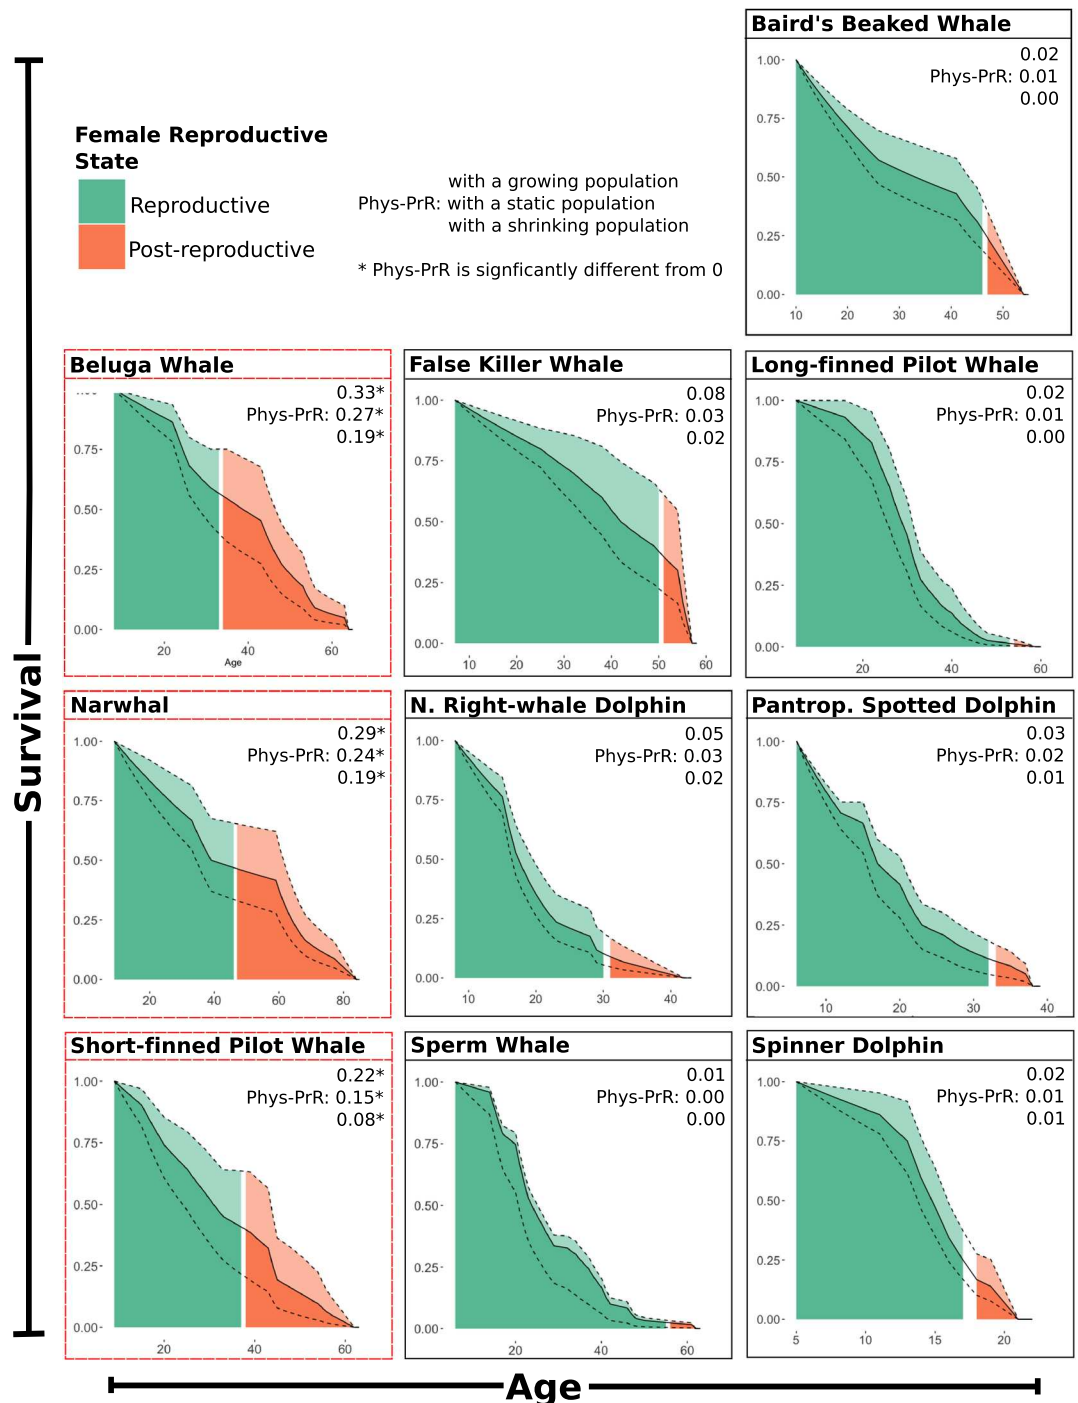 Baird's Beaked Whale
0.02
Phys-PrR: 0.01
0.00
1.00
0.75
0.50
0.25
0.00
10 20 30 40 50
Female Reproductive
State
Reproductive
Post-reproductive
with a growing population
Phys-PrR: with a static population
with a shrinking population
* Phys-PrR is signficantly different from 0
Survival
Beluga Whale
0.33*
Phys-PrR: 0.27*
0.19*
0.75
0.50
0.25
0.00
20 40 60
Age
False Killer Whale
0.08
Phys-PrR: 0.03
0.02
1.00
0.75
0.50
0.25
0.00
10 20 30 40 50 60
Long-finned Pilot Whale
0.02
Phys-PrR: 0.01
0.00
1.00
0.75
0.50
0.25
0.00
20 40 60
Narwhal
0.29*
Phys-PrR: 0.24*
0.19*
1.00
0.75
0.50
0.25
0.00
20 40 60 80
N. Right-whale Dolphin
0.05
Phys-PrR: 0.03
0.02
1.00
0.75
0.50
0.25
0.00
10 20 30 40
Pantrop. Spotted Dolphin
0.03
Phys-PrR: 0.02
0.01
1.00
0.75
0.50
0.25
0.00
10 20 30 40
Short-finned Pilot Whale
0.22*
Phys-PrR: 0.15*
0.08*
1.00
0.75
0.50
0.25
0.00
20 40 60
Sperm Whale
0.01
Phys-PrR: 0.00
0.00
1.00
0.75
0.50
0.25
0.00
20 40 60
Spinner Dolphin
0.02
Phys-PrR: 0.01
0.01
1.00
0.75
0.50
0.25
0.00
5 10 15 20
Age